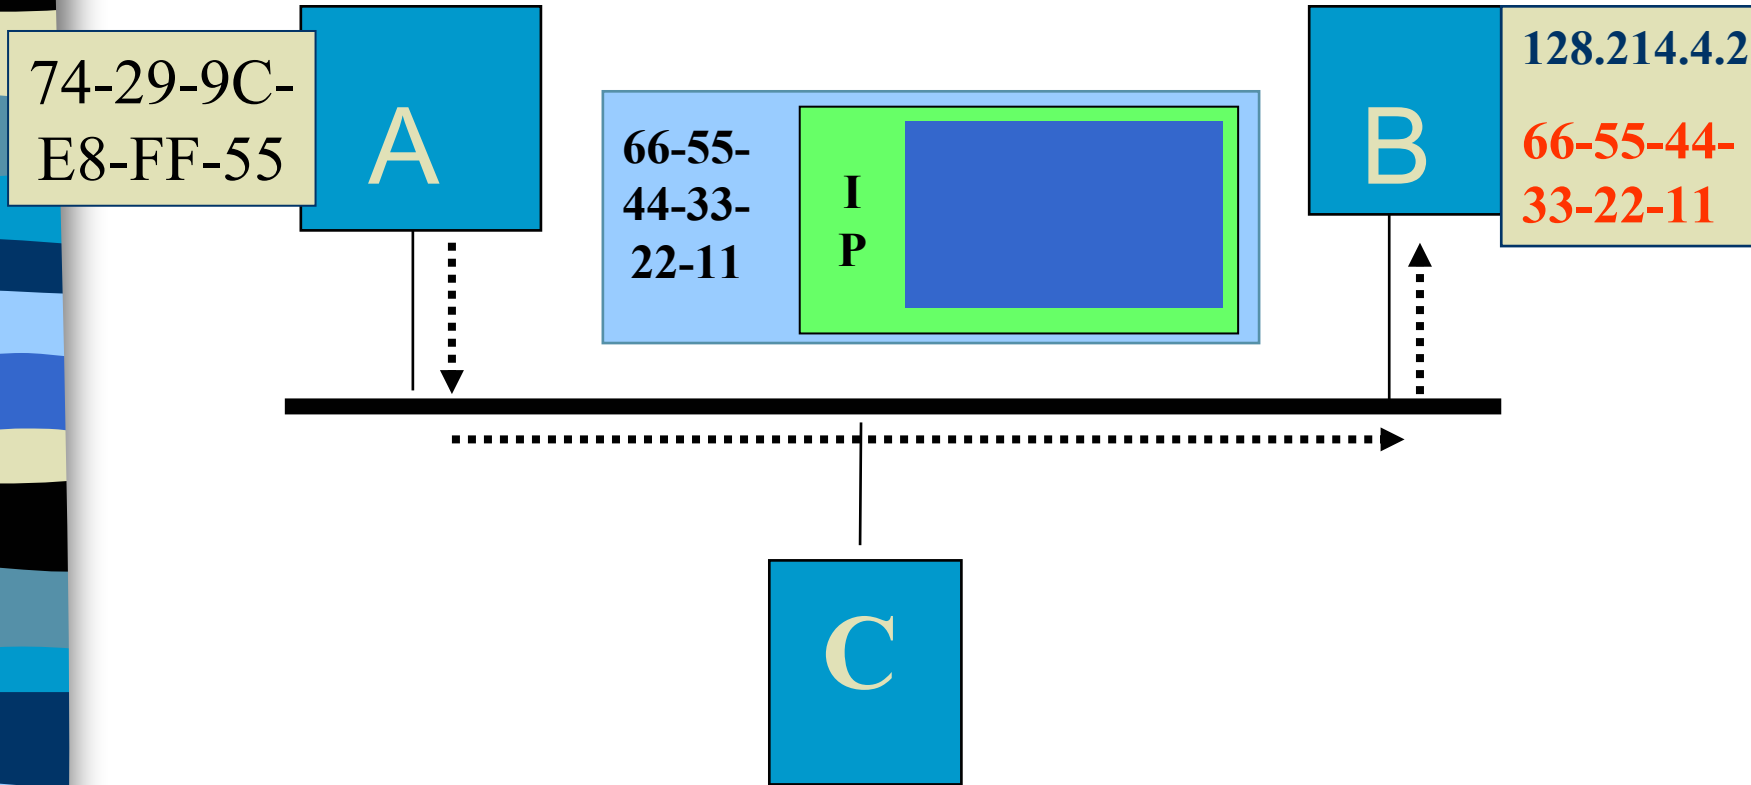 74-29-9C-
E8-FF-55
A
66-55-
44-33-
22-11
I
P
B
128.214.4.2
66-55-44-
33-22-11
C